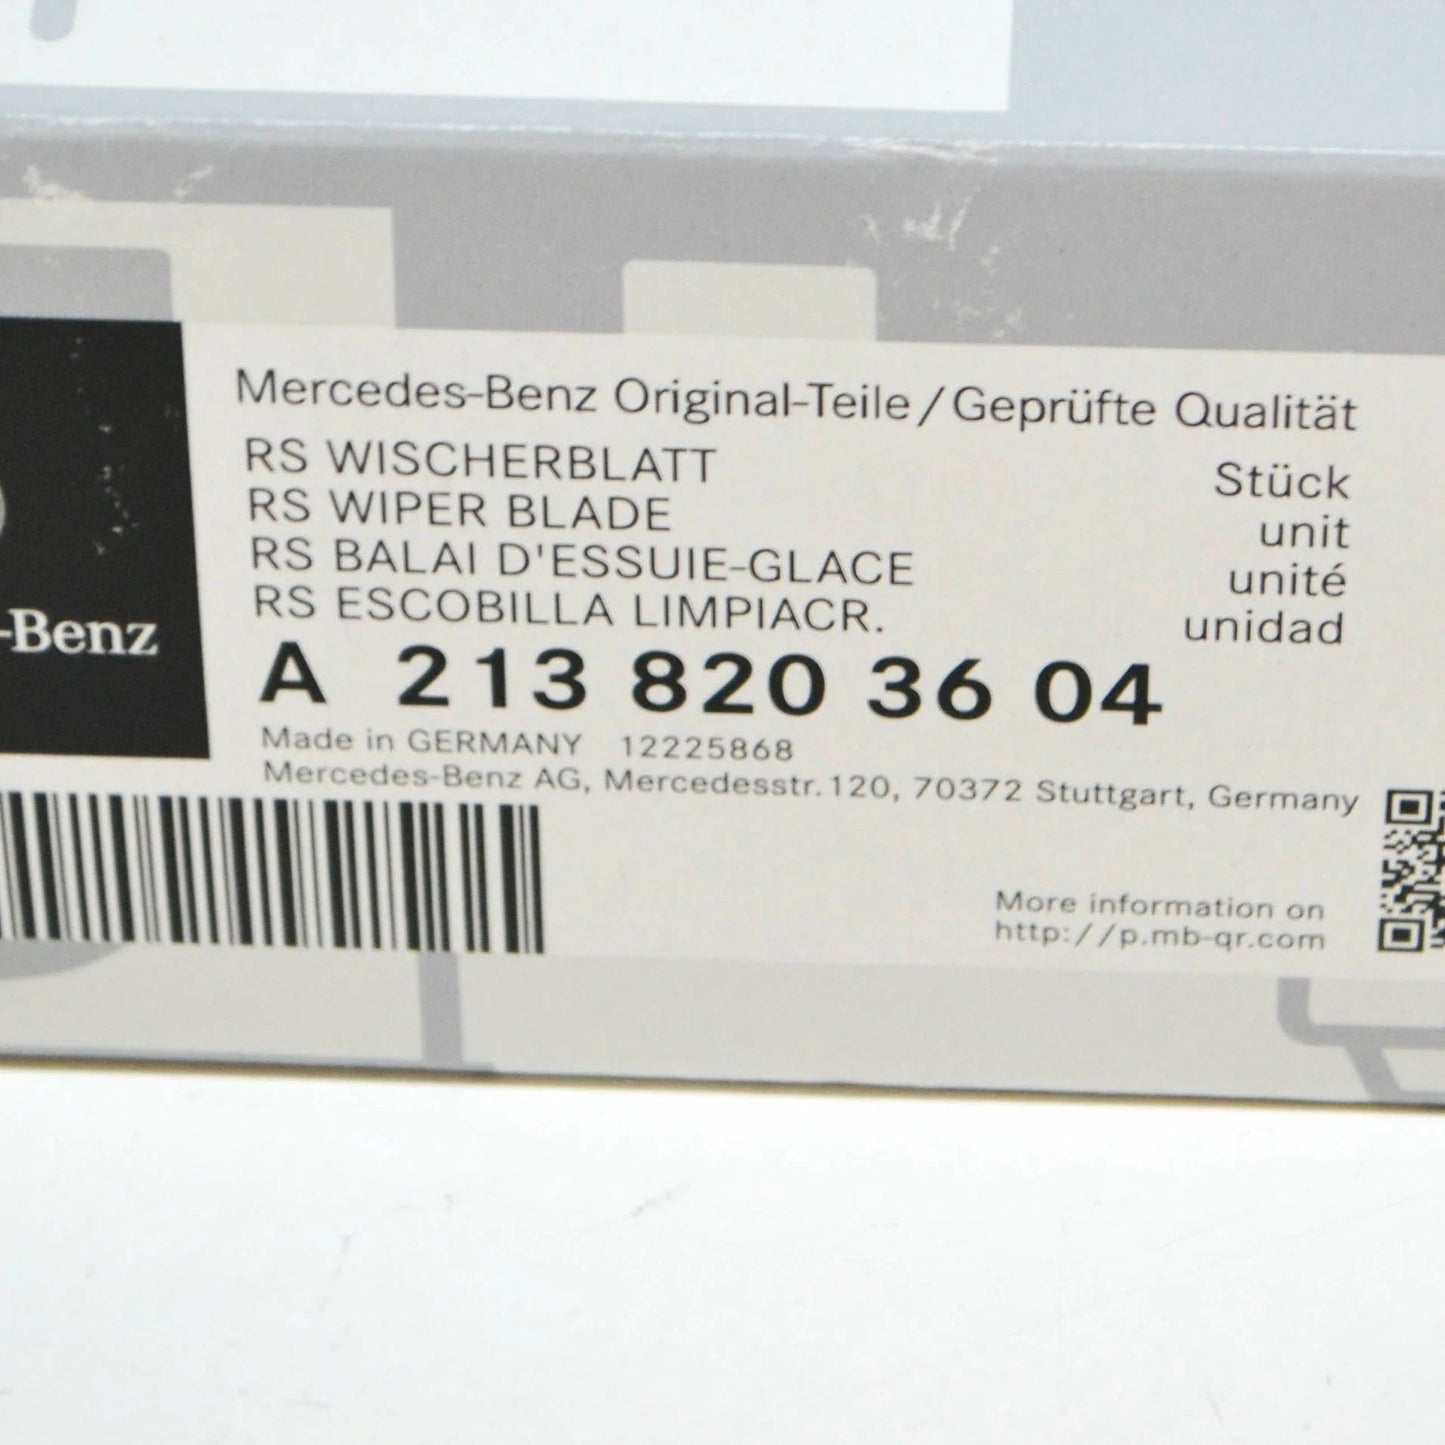 Mercedes-Benz Original-Teile / Geprüfte Qualität
RS WISCHERBLATT Stück
RS WIPER BLADE unit
RS BALAI D'ESSUIE-GLACE unité
RS ESCOBILLA LIMPIACR. unidad
-Benz
A 213 820 36 04
Made in GERMANY 12225868
Mercedes-Benz AG, Mercedesstr. 120, 70372 Stuttgart, Germany
More information on
http://p.mb-qr.com